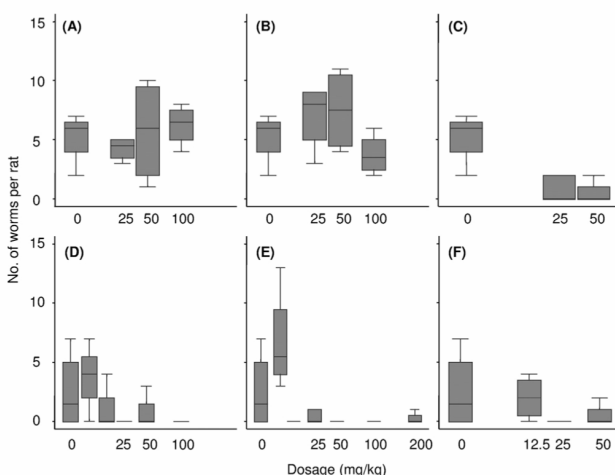 15 (A) (B) (C)
10
5
0
0 25 50 100 0 25 50 100 0 25 50
No. of worms per rat
15 (D) (E) (F)
10
5
0
0 25 50 100 0 25 50 100 200 0 12.5 25 50
Dosage (mg/kg)